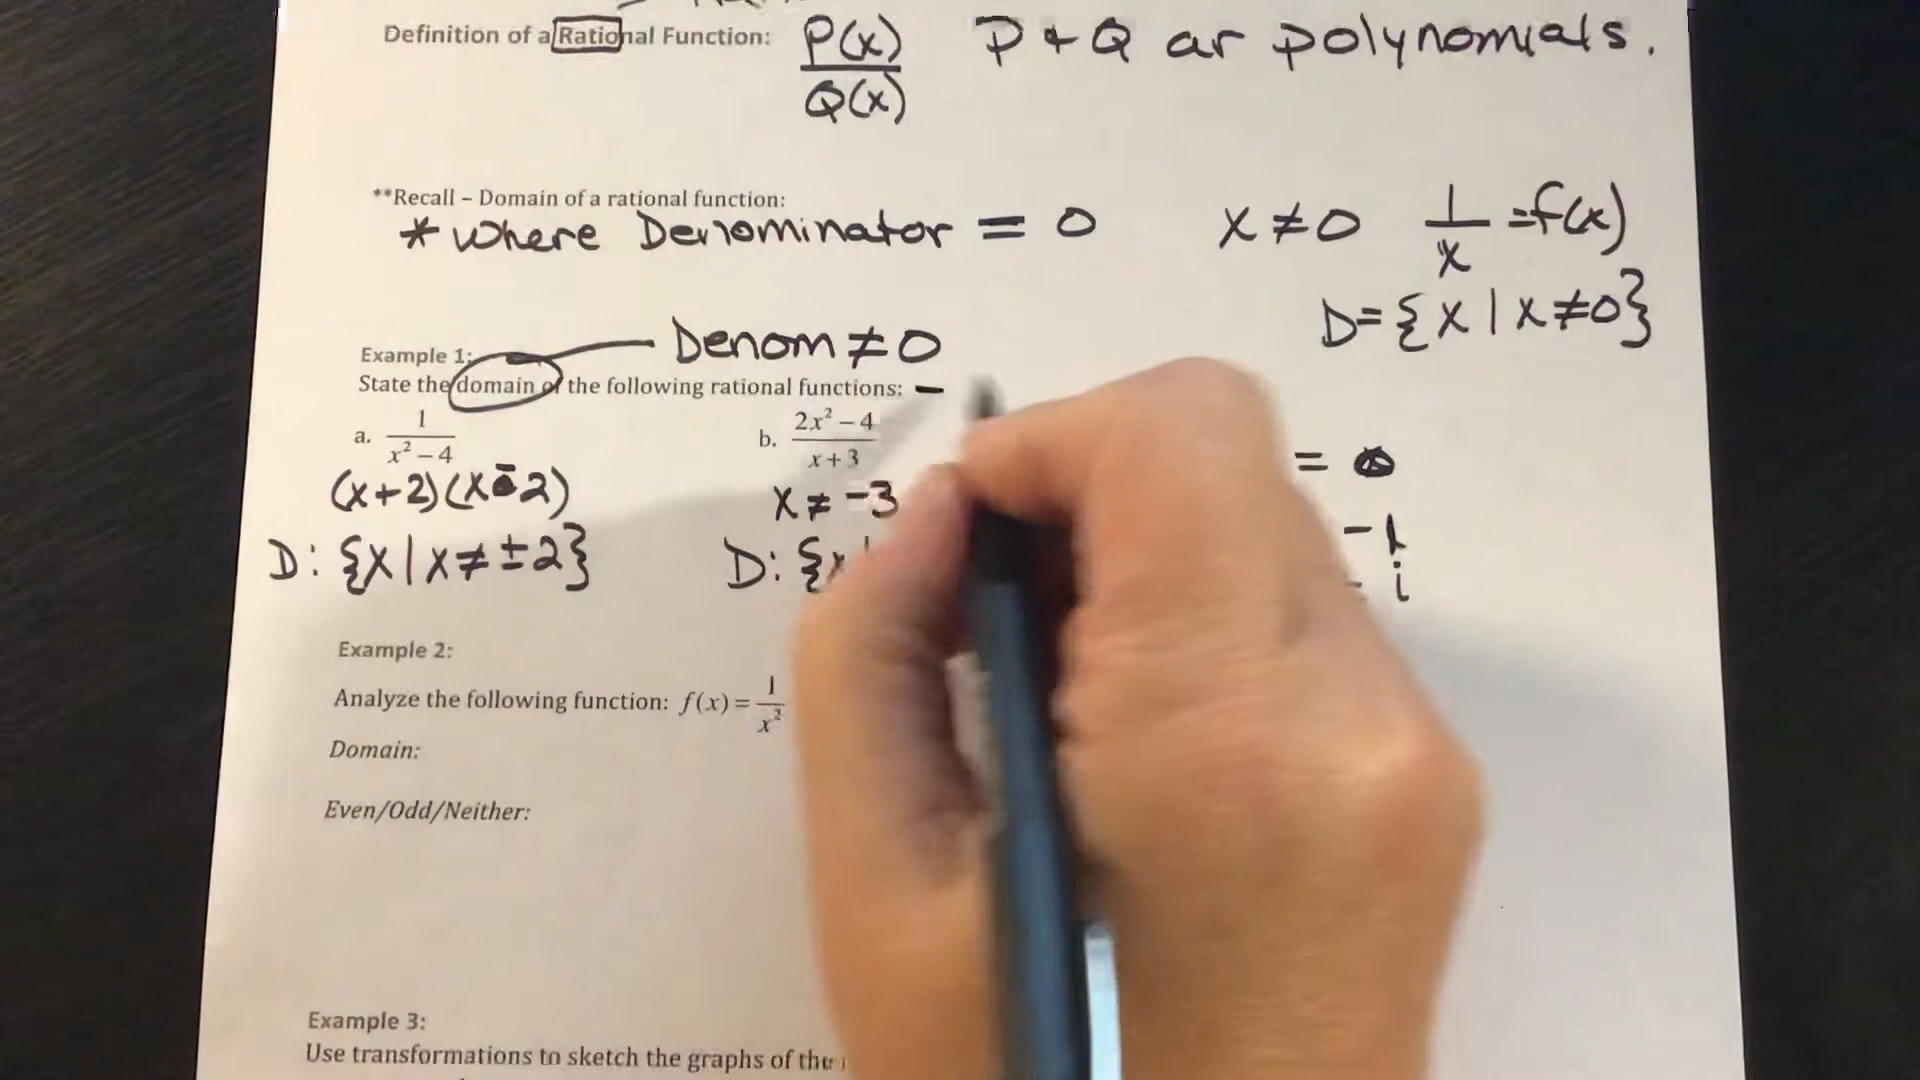 Definition of a Rational Function: P(x) / Q(x) P + Q ar polynomials.
**Recall – Domain of a rational function:
* where Denominator = 0 x ≠ 0 1/x = f(x)
D = {x | x ≠ 0}
Denom ≠ 0
Example 1:
State the domain of the following rational functions: –
a. 1 / (x² – 4) b. (2x² – 4) / (x + 3)
(x+2)(x-2) x ≠ -3 = 0
D: {x | x ≠ ±2} D: {x | - 1
i
Example 2:
Analyze the following function: f(x) = 1/x²
Domain:
Even/Odd/Neither:
Example 3:
Use transformations to sketch the graphs of the